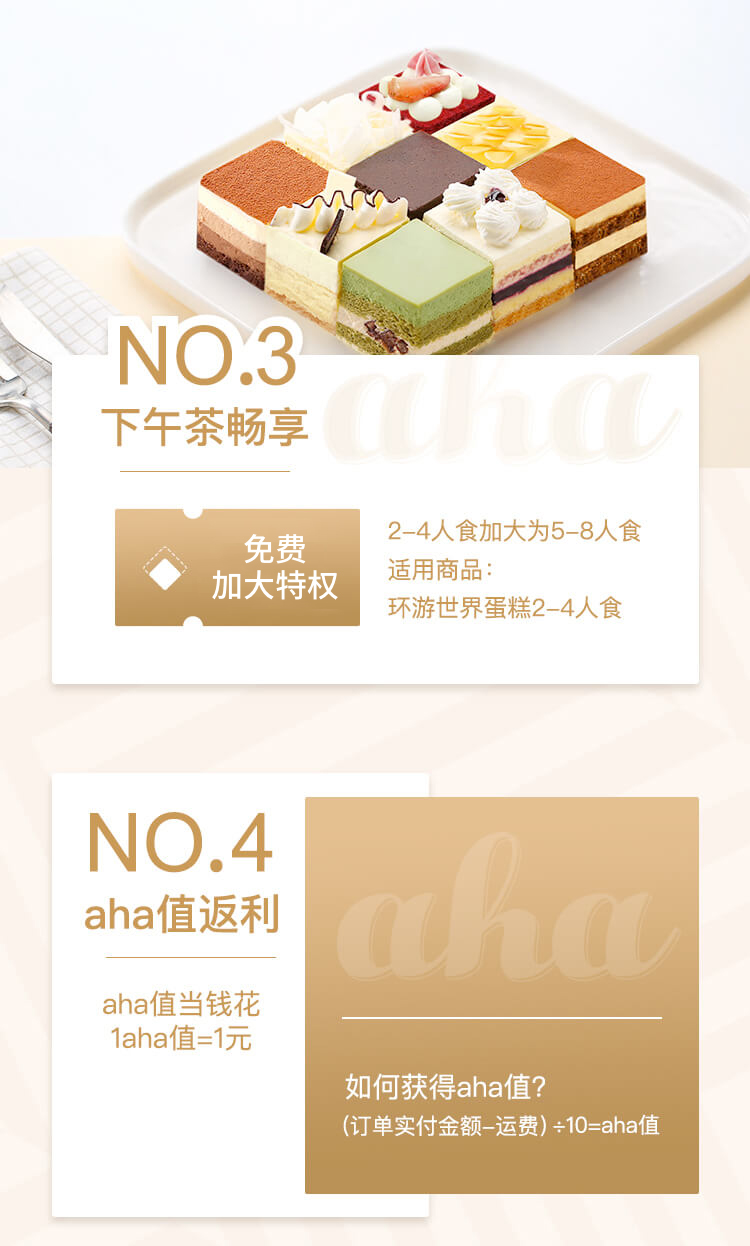 NO.3
下午茶畅享
aha
免费
加大特权
2-4人食加大为5-8人食
适用商品：
环游世界蛋糕2-4人食
NO.4
aha值返利
aha值当钱花
1aha值=1元
aha
如何获得aha值？
(订单实付金额-运费)÷10=aha值